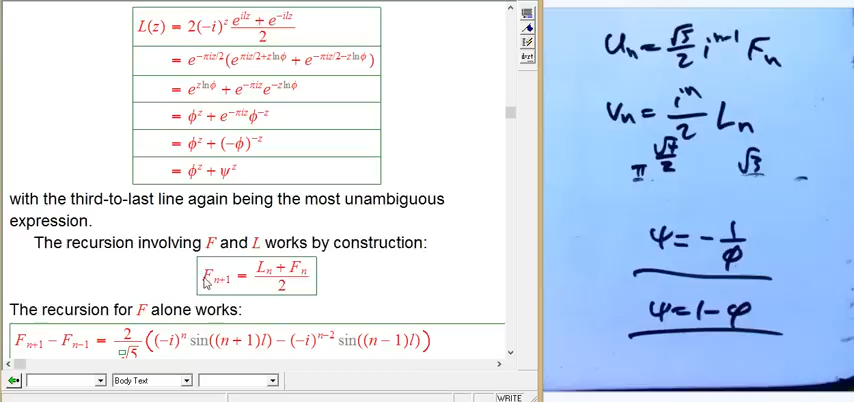 L(z) = 2(-i)^z (e^{ilz} + e^{-ilz})/2
= e^{-πiz/2}(e^{πiz/2+z ln φ} + e^{-πiz/2-z ln φ})
= e^{z ln φ} + e^{-πiz}e^{-z ln φ}
= φ^z + e^{-πiz}φ^{-z}
= φ^z + (-φ)^{-z}
= φ^z + ψ^z
with the third-to-last line again being the most unambiguous
expression.
The recursion involving F and L works by construction:
F_{n+1} = (L_n + F_n)/2
The recursion for F alone works:
F_{n+1} - F_{n-1} = 2/√5 ((-i)^n sin((n+1)l) - (-i)^{n-2} sin((n-1)l))
Body Text
WRITE
u_n = √5/2 i^{n-1} F_n
v_n = i^n/2 L_n
π √7/2 √3
ψ = -1/φ
ψ = 1 - φ